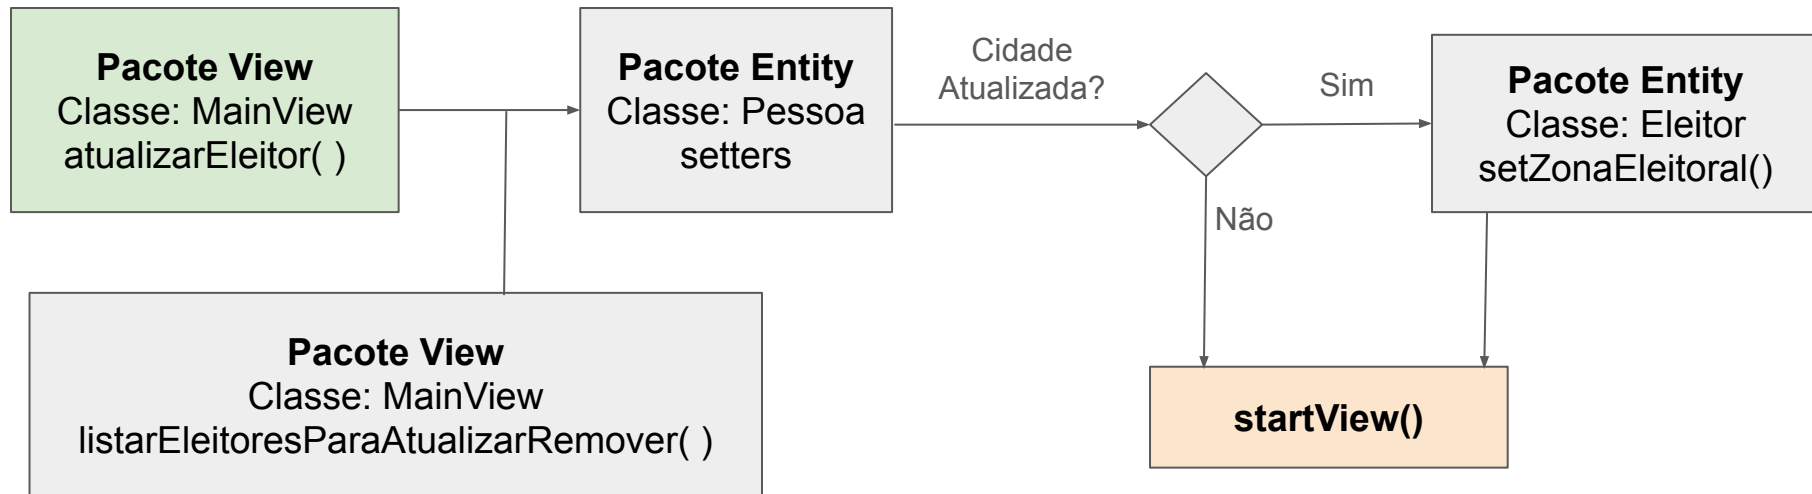 Pacote View
Classe: MainView
atualizarEleitor( )
Pacote Entity
Classe: Pessoa
setters
Cidade
Atualizada?
Sim
Pacote Entity
Classe: Eleitor
setZonaEleitoral()
Não
Pacote View
Classe: MainView
listarEleitoresParaAtualizarRemover( )
startView()